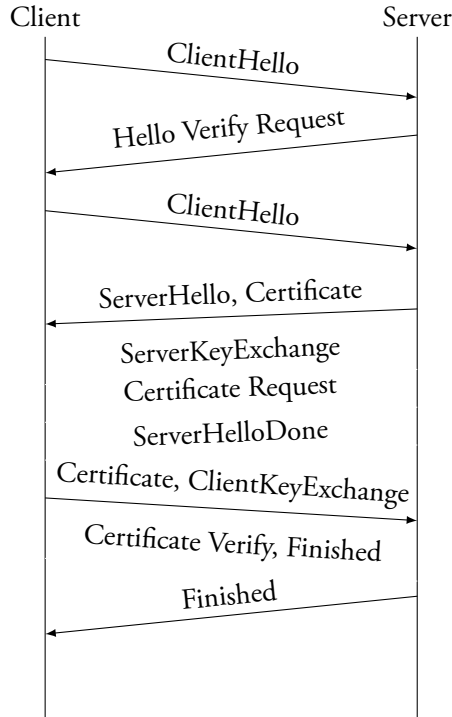 Client Server
ClientHello
Hello Verify Request
ClientHello
ServerHello, Certificate
ServerKeyExchange
Certificate Request
ServerHelloDone
Certificate, ClientKeyExchange
Certificate Verify, Finished
Finished